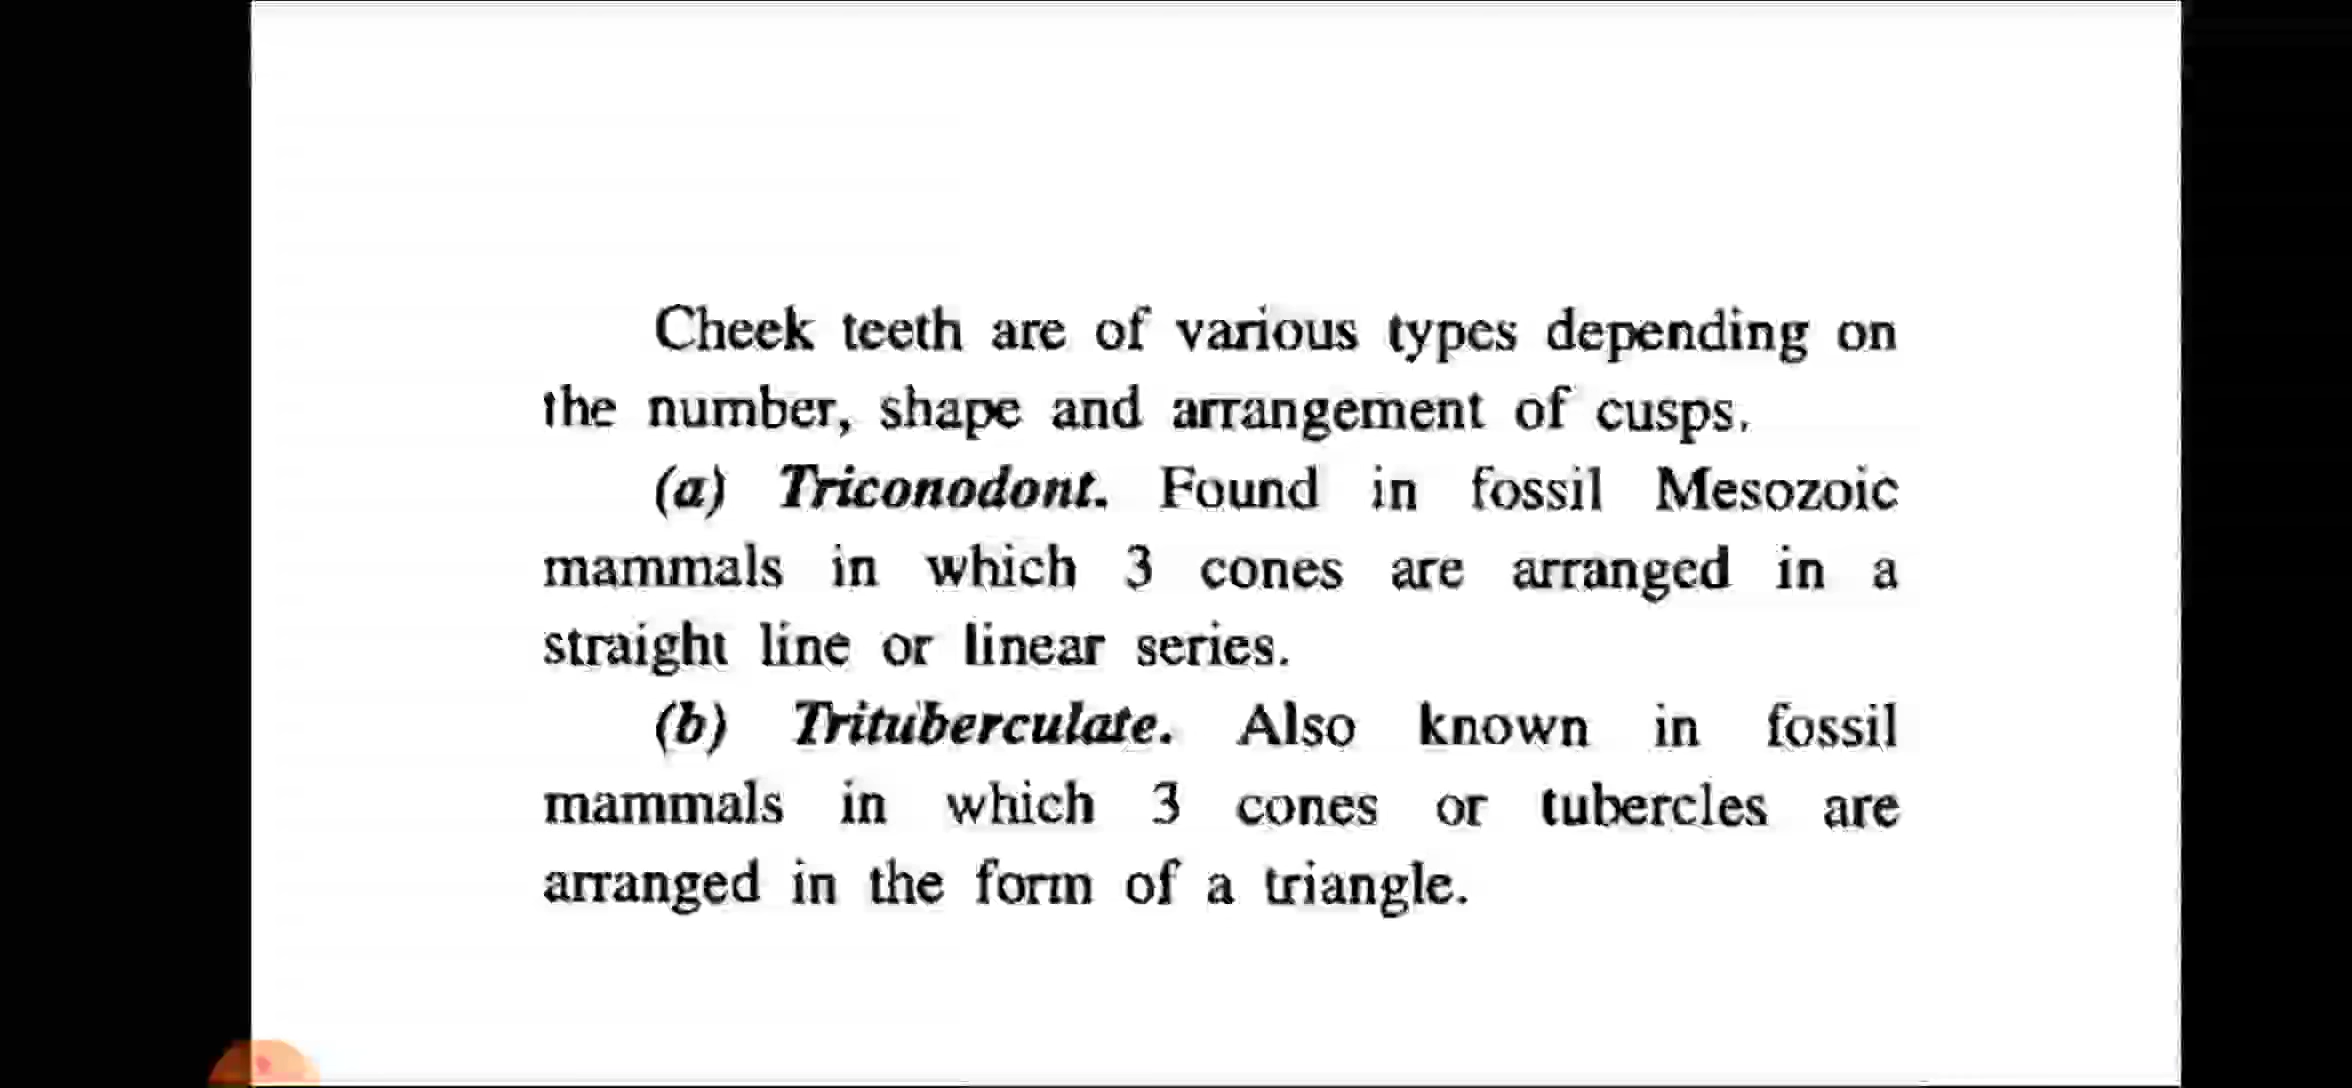 Cheek teeth are of various types depending on
the number, shape and arrangement of cusps.
(a) Triconodont. Found in fossil Mesozoic
mammals in which 3 cones are arranged in a
straight line or linear series.
(b) Trituberculate. Also known in fossil
mammals in which 3 cones or tubercles are
arranged in the form of a triangle.